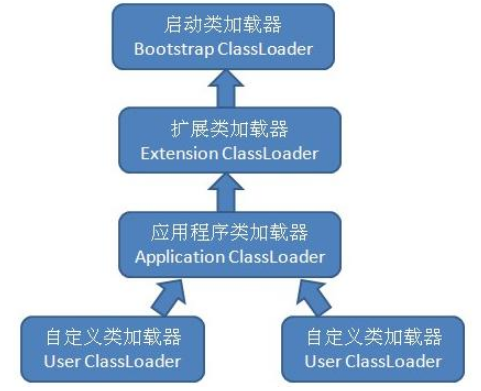 启动类加载器
Bootstrap ClassLoader
扩展类加载器
Extension ClassLoader
应用程序类加载器
Application ClassLoader
自定义类加载器
User ClassLoader
自定义类加载器
User ClassLoader